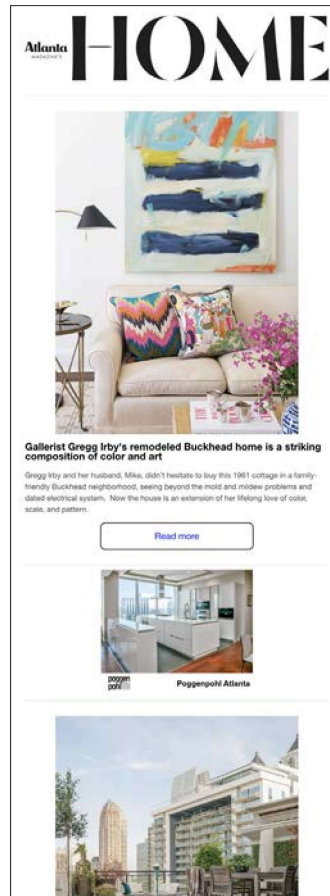 Atlanta
MAGAZINE'S
HOME
Gallerist Gregg Irby's remodeled Buckhead home is a striking
composition of color and art
Gregg Irby and her husband, Mike, didn't hesitate to buy this 1961 cottage in a family-
friendly Buckhead neighborhood, seeing beyond the mold and mildew problems and
dated electrical system. Now the house is an extension of her lifelong love of color,
scale, and pattern.
Read more
poggen
pohl
Poggenpohl Atlanta